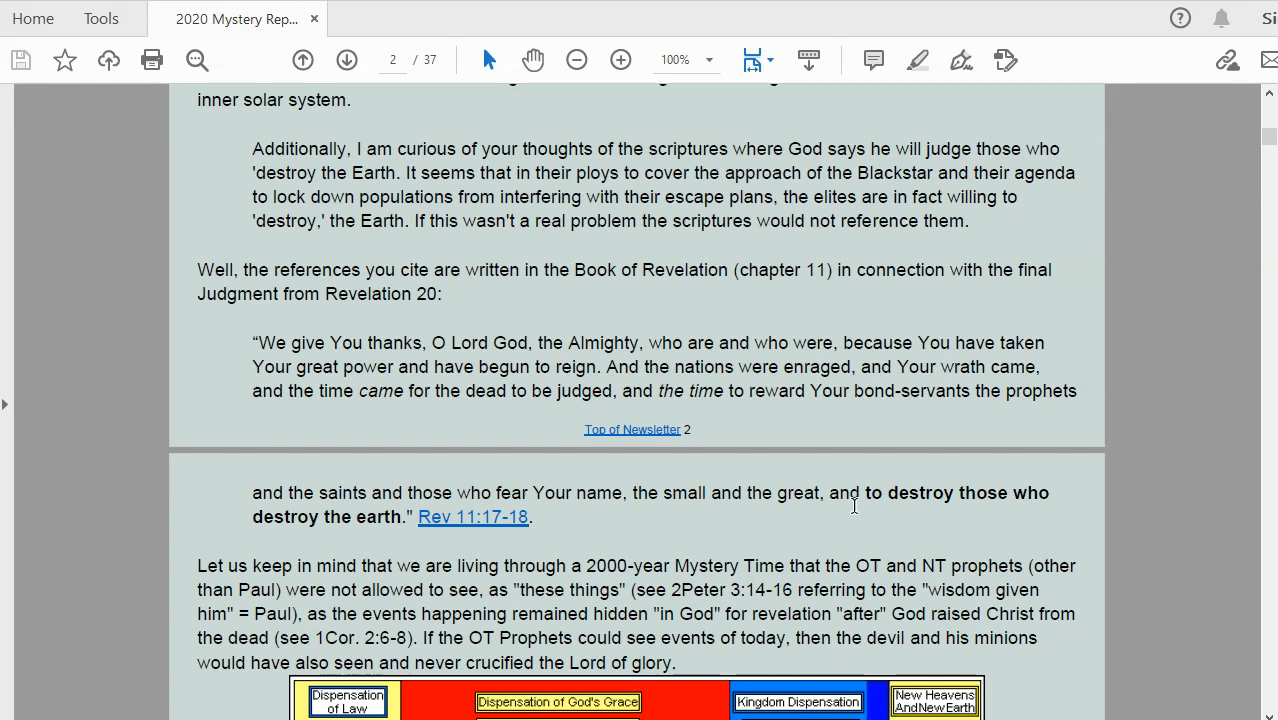 Home Tools 2020 Mystery Rep... × Si
2 / 37 100%
inner solar system.
Additionally, I am curious of your thoughts of the scriptures where God says he will judge those who
'destroy the Earth. It seems that in their ploys to cover the approach of the Blackstar and their agenda
to lock down populations from interfering with their escape plans, the elites are in fact willing to
'destroy,' the Earth. If this wasn't a real problem the scriptures would not reference them.
Well, the references you cite are written in the Book of Revelation (chapter 11) in connection with the final
Judgment from Revelation 20:
“We give You thanks, O Lord God, the Almighty, who are and who were, because You have taken
Your great power and have begun to reign. And the nations were enraged, and Your wrath came,
and the time came for the dead to be judged, and the time to reward Your bond-servants the prophets
Top of Newsletter 2
and the saints and those who fear Your name, the small and the great, and to destroy those who
destroy the earth." Rev 11:17-18.
Let us keep in mind that we are living through a 2000-year Mystery Time that the OT and NT prophets (other
than Paul) were not allowed to see, as "these things" (see 2Peter 3:14-16 referring to the "wisdom given
him" = Paul), as the events happening remained hidden "in God" for revelation "after" God raised Christ from
the dead (see 1Cor. 2:6-8). If the OT Prophets could see events of today, then the devil and his minions
would have also seen and never crucified the Lord of glory.
Dispensation
of Law
Dispensation of God's Grace
Kingdom Dispensation
New Heavens
AndNewEarth